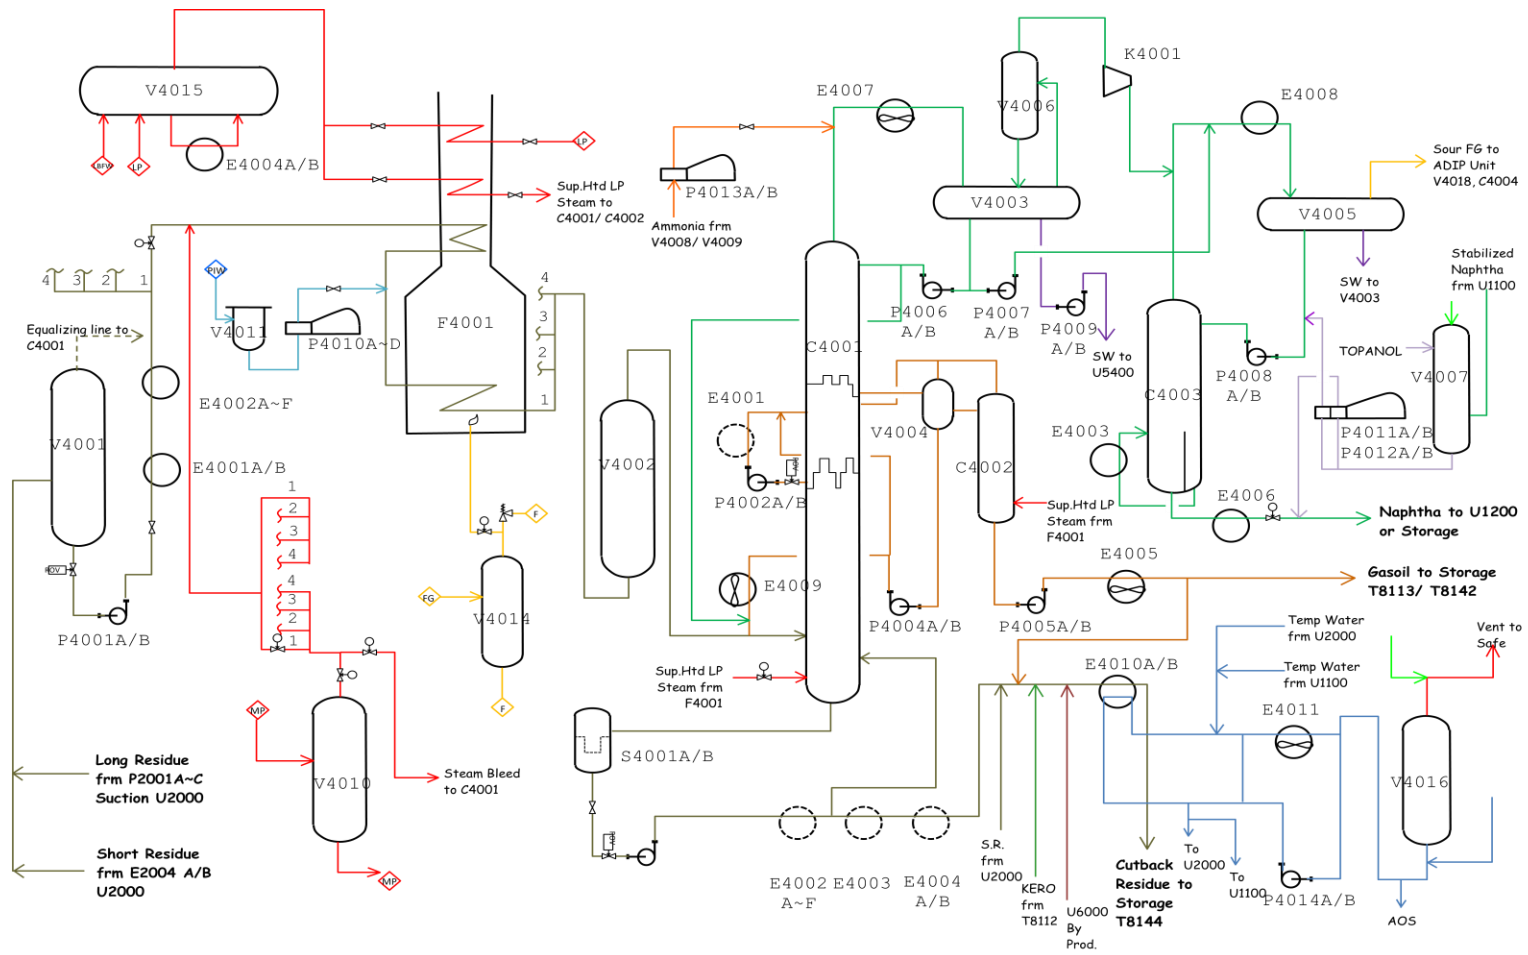 K4001
V4015
E4007
V4006
E4008
E4004A/B
LBFW
LP
LP
Sup.Htd LP
Steam to
C4001/ C4002
P4013A/B
Ammonia frm
V4008/ V4009
V4003
Sour FG to
ADIP Unit
V4018, C4004
V4005
SW to
V4003
Stabilized
Naphtha
frm U1100
4
3
2
1
PIW
V4011
P4010A~D
F4001
4
3
2
1
Equalizing line to
C4001
P4006
A/B
P4007
A/B
P4009
A/B
SW to
U5400
C4001
C4003
P4008
A/B
TOPANOL
V4007
P4011A/B
P4012A/B
V4001
E4002A~F
E4001A/B
E4001
V4004
C4002
V4002
P4002A/B
ROV
E4003
E4006
Sup.Htd LP
Steam frm
F4001
Naphtha to U1200
or Storage
1
2
3
4
4
3
2
1
F
FG
V4014
F
ROV
P4001A/B
E4009
P4004A/B
E4005
P4005A/B
Gasoil to Storage
T8113/ T8142
Temp Water
frm U2000
Temp Water
frm U1100
Vent to
Safe
Sup.Htd LP
Steam frm
F4001
E4010A/B
E4011
MP
V4010
Steam Bleed
to C4001
MP
S4001A/B
ROV
V4016
Long Residue
frm P2001A~C
Suction U2000
Short Residue
frm E2004 A/B
U2000
E4002
A~F
E4003
E4004
A/B
S.R.
frm
U2000
KERO
frm
T8112
U6000
By
Prod.
Cutback
Residue to
Storage
T8144
To
U2000
To
U1100
P4014A/B
AOS